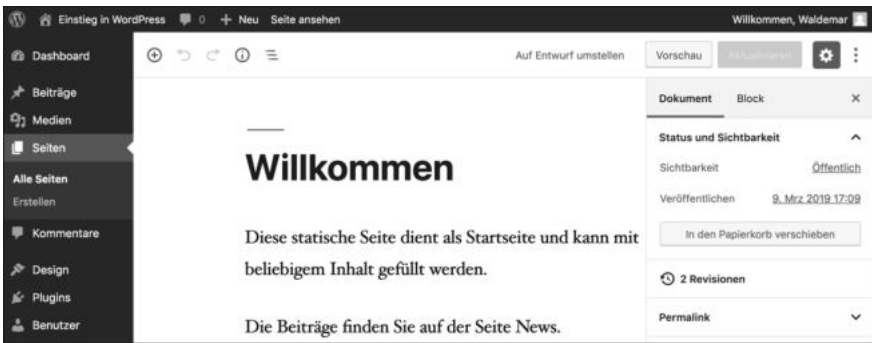 Einstieg in WordPress 0 + Neu Seite ansehen Willkommen, Waldemar
Dashboard
Beiträge
Medien
Seiten
Alle Seiten
Erstellen
Kommentare
Design
Plugins
Benutzer
Auf Entwurf umstellen Vorschau Aktualisieren
Willkommen
Diese statische Seite dient als Startseite und kann mit
beliebigem Inhalt gefüllt werden.
Die Beiträge finden Sie auf der Seite News.
Dokument Block
Status und Sichtbarkeit
Sichtbarkeit Öffentlich
Veröffentlichen 9. Mrz 2019 17:09
In den Papierkorb verschieben
2 Revisionen
Permalink